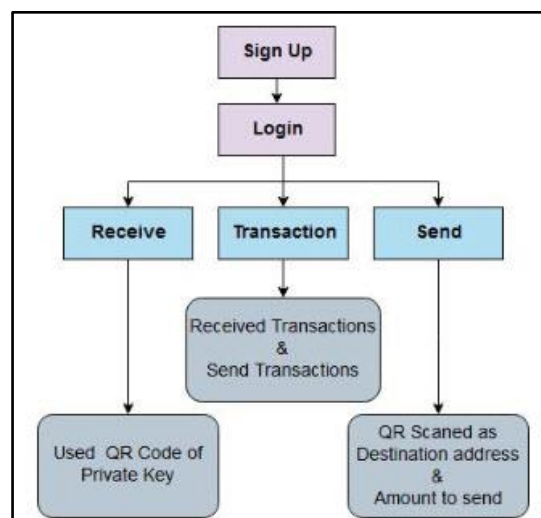 Sign Up
Login
Receive
Transaction
Send
Received Transactions
&
Send Transactions
Used QR Code of
Private Key
QR Scaned as
Destination address
&
Amount to send